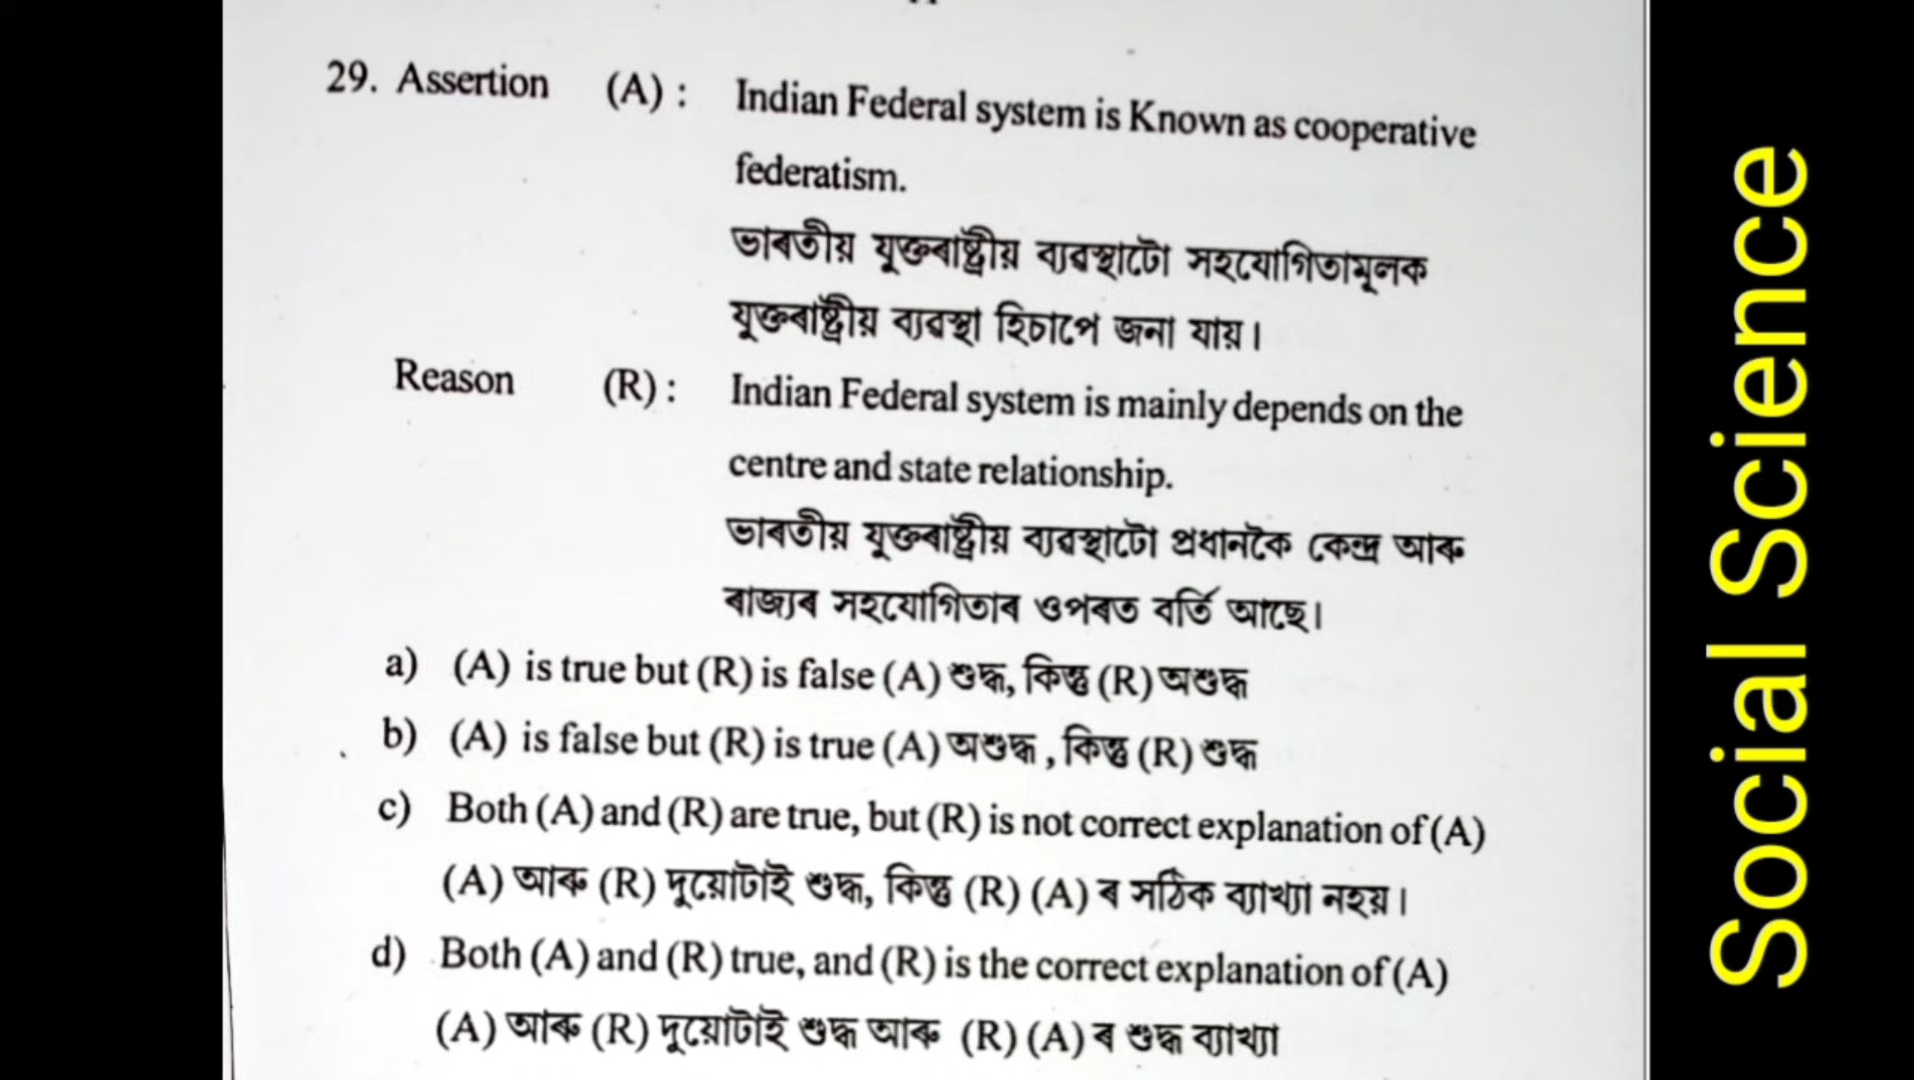 29. Assertion (A) : Indian Federal system is Known as cooperative
federatism.
ভাৰতীয় যুক্তৰাষ্ট্ৰীয় ব্যৱস্থাটো সহযোগিতামূলক
যুক্তৰাষ্ট্ৰীয় ব্যৱস্থা হিচাপে জনা যায়।
Reason (R) : Indian Federal system is mainly depends on the
centre and state relationship.
ভাৰতীয় যুক্তৰাষ্ট্ৰীয় ব্যৱস্থাটো প্ৰধানকৈ কেন্দ্ৰ আৰু
ৰাজ্যৰ সহযোগিতাৰ ওপৰত বৰ্তি আছে।
a) (A) is true but (R) is false (A) শুদ্ধ, কিন্তু (R) অশুদ্ধ
b) (A) is false but (R) is true (A) অশুদ্ধ , কিন্তু (R) শুদ্ধ
c) Both (A) and (R) are true, but (R) is not correct explanation of (A)
(A) আৰু (R) দুয়োটাই শুদ্ধ, কিন্তু (R) (A) ৰ সঠিক ব্যাখ্যা নহয়।
d) Both (A) and (R) true, and (R) is the correct explanation of (A)
(A) আৰু (R) দুয়োটাই শুদ্ধ আৰু (R) (A) ৰ শুদ্ধ ব্যাখ্যা
Social Science